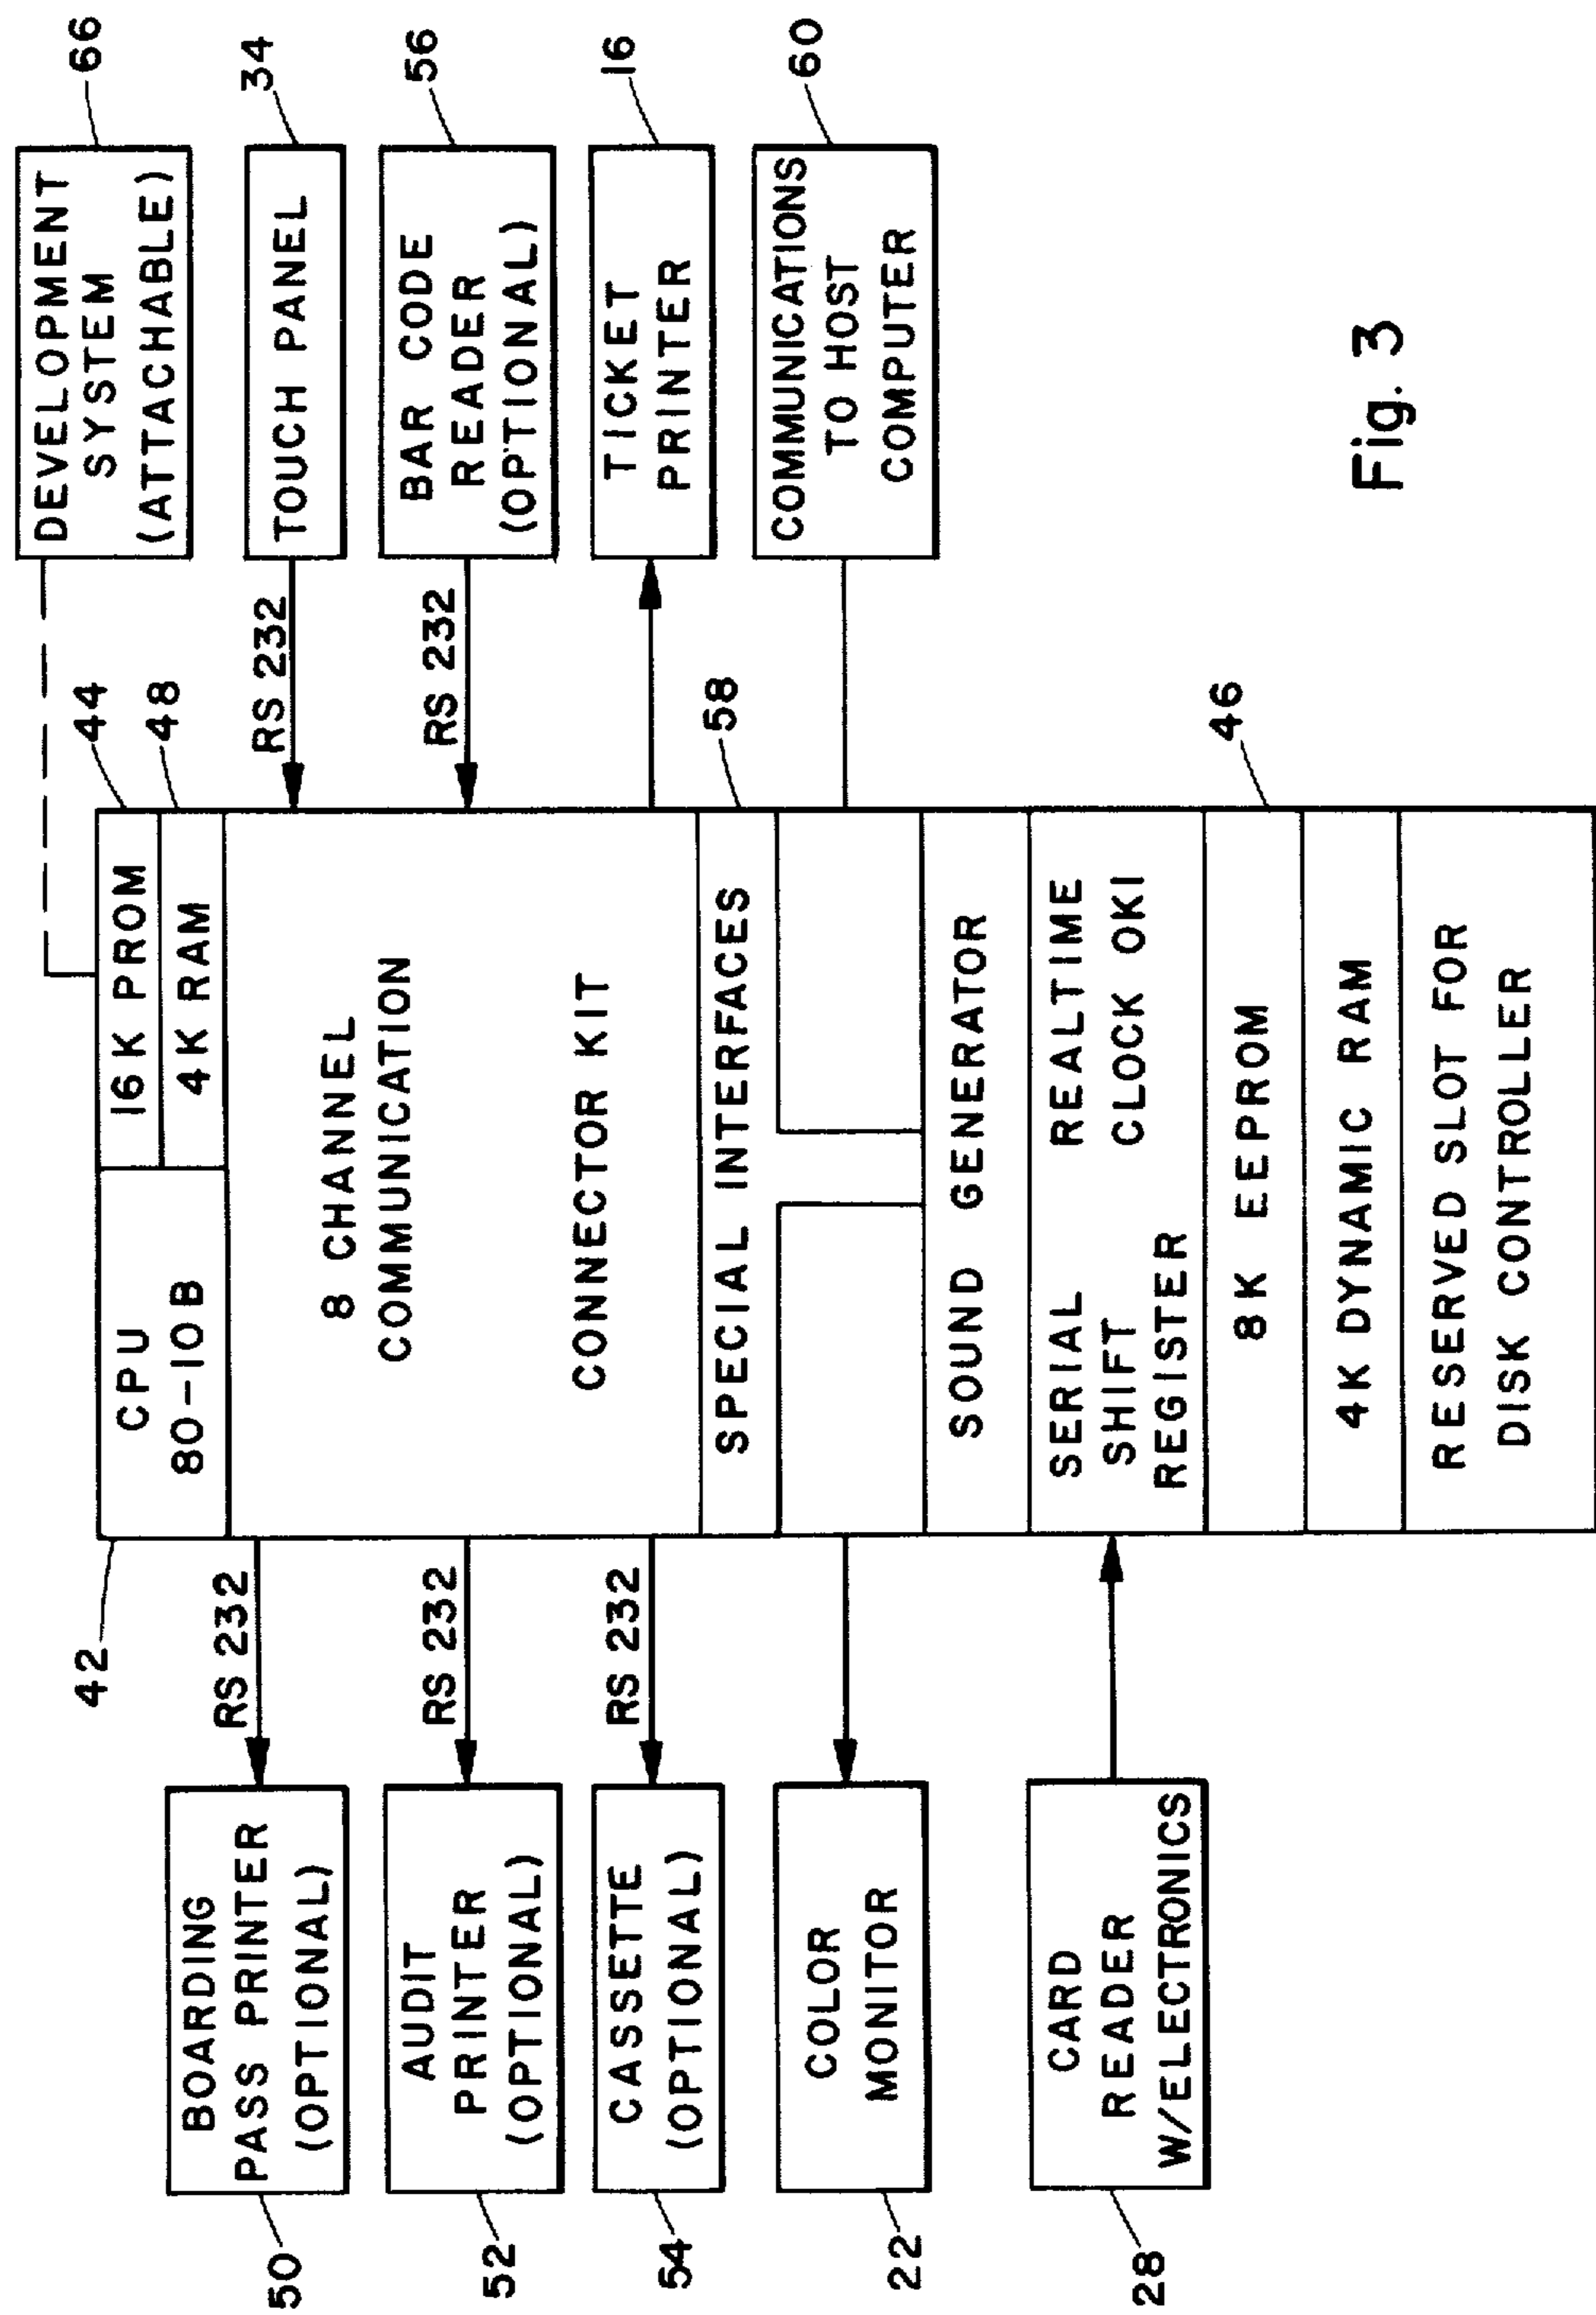 50
BOARDING
PASS PRINTER
(OPTIONAL)
RS 232
52
AUDIT
PRINTER
(OPTIONAL)
RS 232
54
CASSETTE
(OPTIONAL)
RS 232
22
COLOR
MONITOR
28
CARD
READER
W/ELECTRONICS
42
CPU
80-10B
16K PROM
4K RAM
44
48
8 CHANNEL
COMMUNICATION
CONNECTOR KIT
SPECIAL INTERFACES
58
SOUND GENERATOR
SERIAL
SHIFT
REGISTER
REALTIME
CLOCK OKI
8K EEPROM
46
4K DYNAMIC RAM
RESERVED SLOT FOR
DISK CONTROLLER
DEVELOPMENT
SYSTEM
(ATTACHABLE)
66
RS 232
TOUCH PANEL
34
RS 232
BAR CODE
READER
(OPTIONAL)
56
TICKET
PRINTER
16
COMMUNICATIONS
TO HOST
COMPUTER
60
Fig. 3